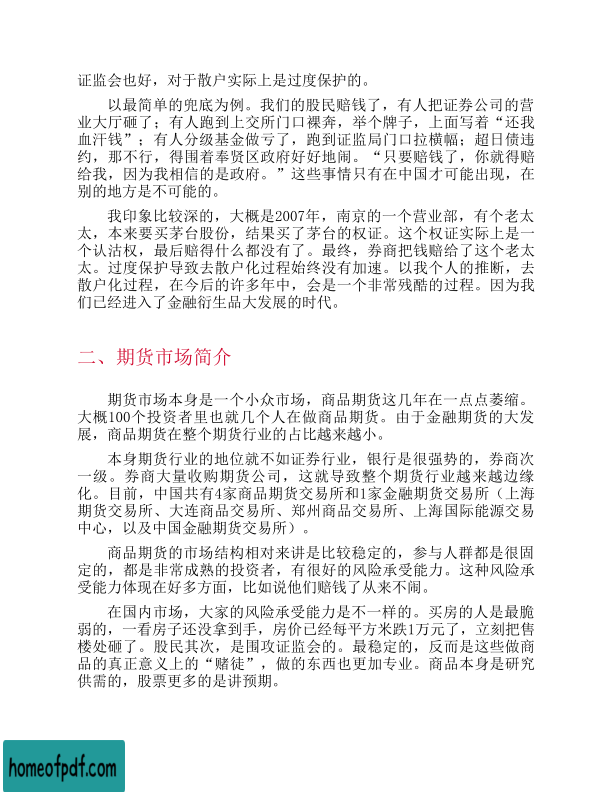 证监会也好，对于散户实际上是过度保护的。
以最简单的兜底为例。我们的股民赔钱了，有人把证券公司的营
业大厅砸了；有人跑到上交所门口裸奔，举个牌子，上面写着“还我
血汗钱”；有人分级基金做亏了，跑到证监局门口拉横幅；超日债违
约，那不行，得围着奉贤区政府好好地闹。“只要赔钱了，你就得赔
给我，因为我相信的是政府。”这些事情只有在中国才可能出现，在
别的地方是不可能的。
我印象比较深的，大概是2007年，南京的一个营业部，有个老太
太，本来要买茅台股份，结果买了茅台的权证。这个权证实际上是一
个认沽权，最后赔得什么都没有了。最终，券商把钱赔给了这个老太
太。过度保护导致去散户化过程始终没有加速。以我个人的推断，去
散户化过程，在今后的许多年中，会是一个非常残酷的过程。因为我
们已经进入了金融衍生品大发展的时代。
二、期货市场简介
期货市场本身是一个小众市场，商品期货这几年在一点点萎缩。
大概100个投资者里也就几个人在做商品期货。由于金融期货的大发
展，商品期货在整个期货行业的占比越来越小。
本身期货行业的地位就不如证券行业，银行是很强势的，券商次
一级。券商大量收购期货公司，这就导致整个期货行业越来越边缘
化。目前，中国共有4家商品期货交易所和1家金融期货交易所（上海
期货交易所、大连商品交易所、郑州商品交易所、上海国际能源交易
中心，以及中国金融期货交易所）。
商品期货的市场结构相对来讲是比较稳定的，参与人群都是很固
定的，都是非常成熟的投资者，有很好的风险承受能力。这种风险承
受能力体现在好多方面，比如说他们赔钱了从来不闹。
在国内市场，大家的风险承受能力是不一样的。买房的人是最脆
弱的，一看房子还没拿到手，房价已经每平方米跌1万元了，立刻把售
楼处砸了。股民其次，是围攻证监会的。最稳定的，反而是这些做商
品的真正意义上的“赌徒”，做的东西也更加专业。商品本身是研究
供需的，股票更多的是讲预期。
homeofpdf.com